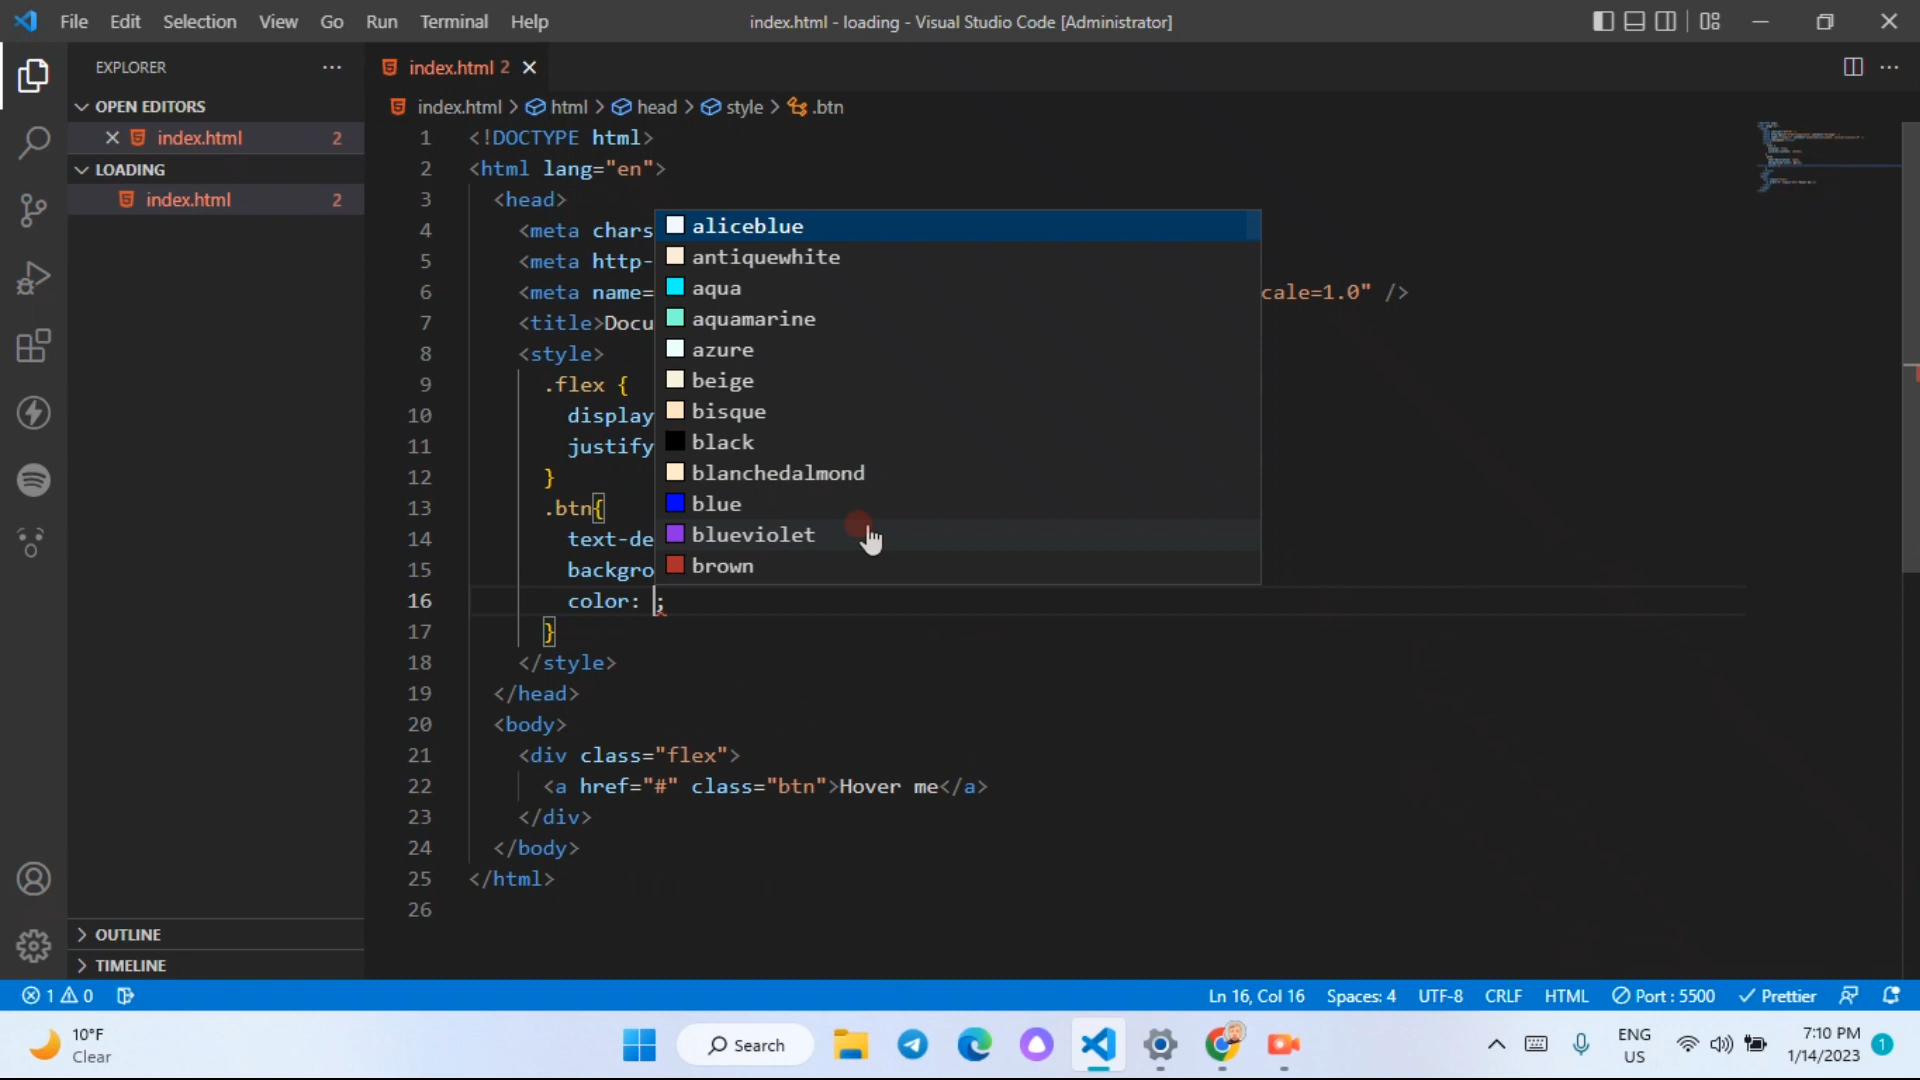 File Edit Selection View Go Run Terminal Help
index.html - loading - Visual Studio Code [Administrator]
EXPLORER
index.html 2
OPEN EDITORS
index.html > html > head > style > .btn
index.html 2
LOADING
index.html 2
1 <!DOCTYPE html>
2 <html lang="en">
3 <head>
4 <meta chars
5 <meta http-
6 <meta name= cale=1.0" />
7 <title>Docu
8 <style>
9 .flex {
10 display
11 justify
12 }
13 .btn{
14 text-de
15 backgro
16 color: ;
17 }
18 </style>
19 </head>
20 <body>
21 <div class="flex">
22 <a href="#" class="btn">Hover me</a>
23 </div>
24 </body>
25 </html>
26
aliceblue
antiquewhite
aqua
aquamarine
azure
beige
bisque
black
blanchedalmond
blue
blueviolet
brown
OUTLINE
TIMELINE
1 0 Ln 16, Col 16 Spaces: 4 UTF-8 CRLF HTML Port : 5500 Prettier
10°F
Clear
Search
ENG
US
7:10 PM
1/14/2023
1